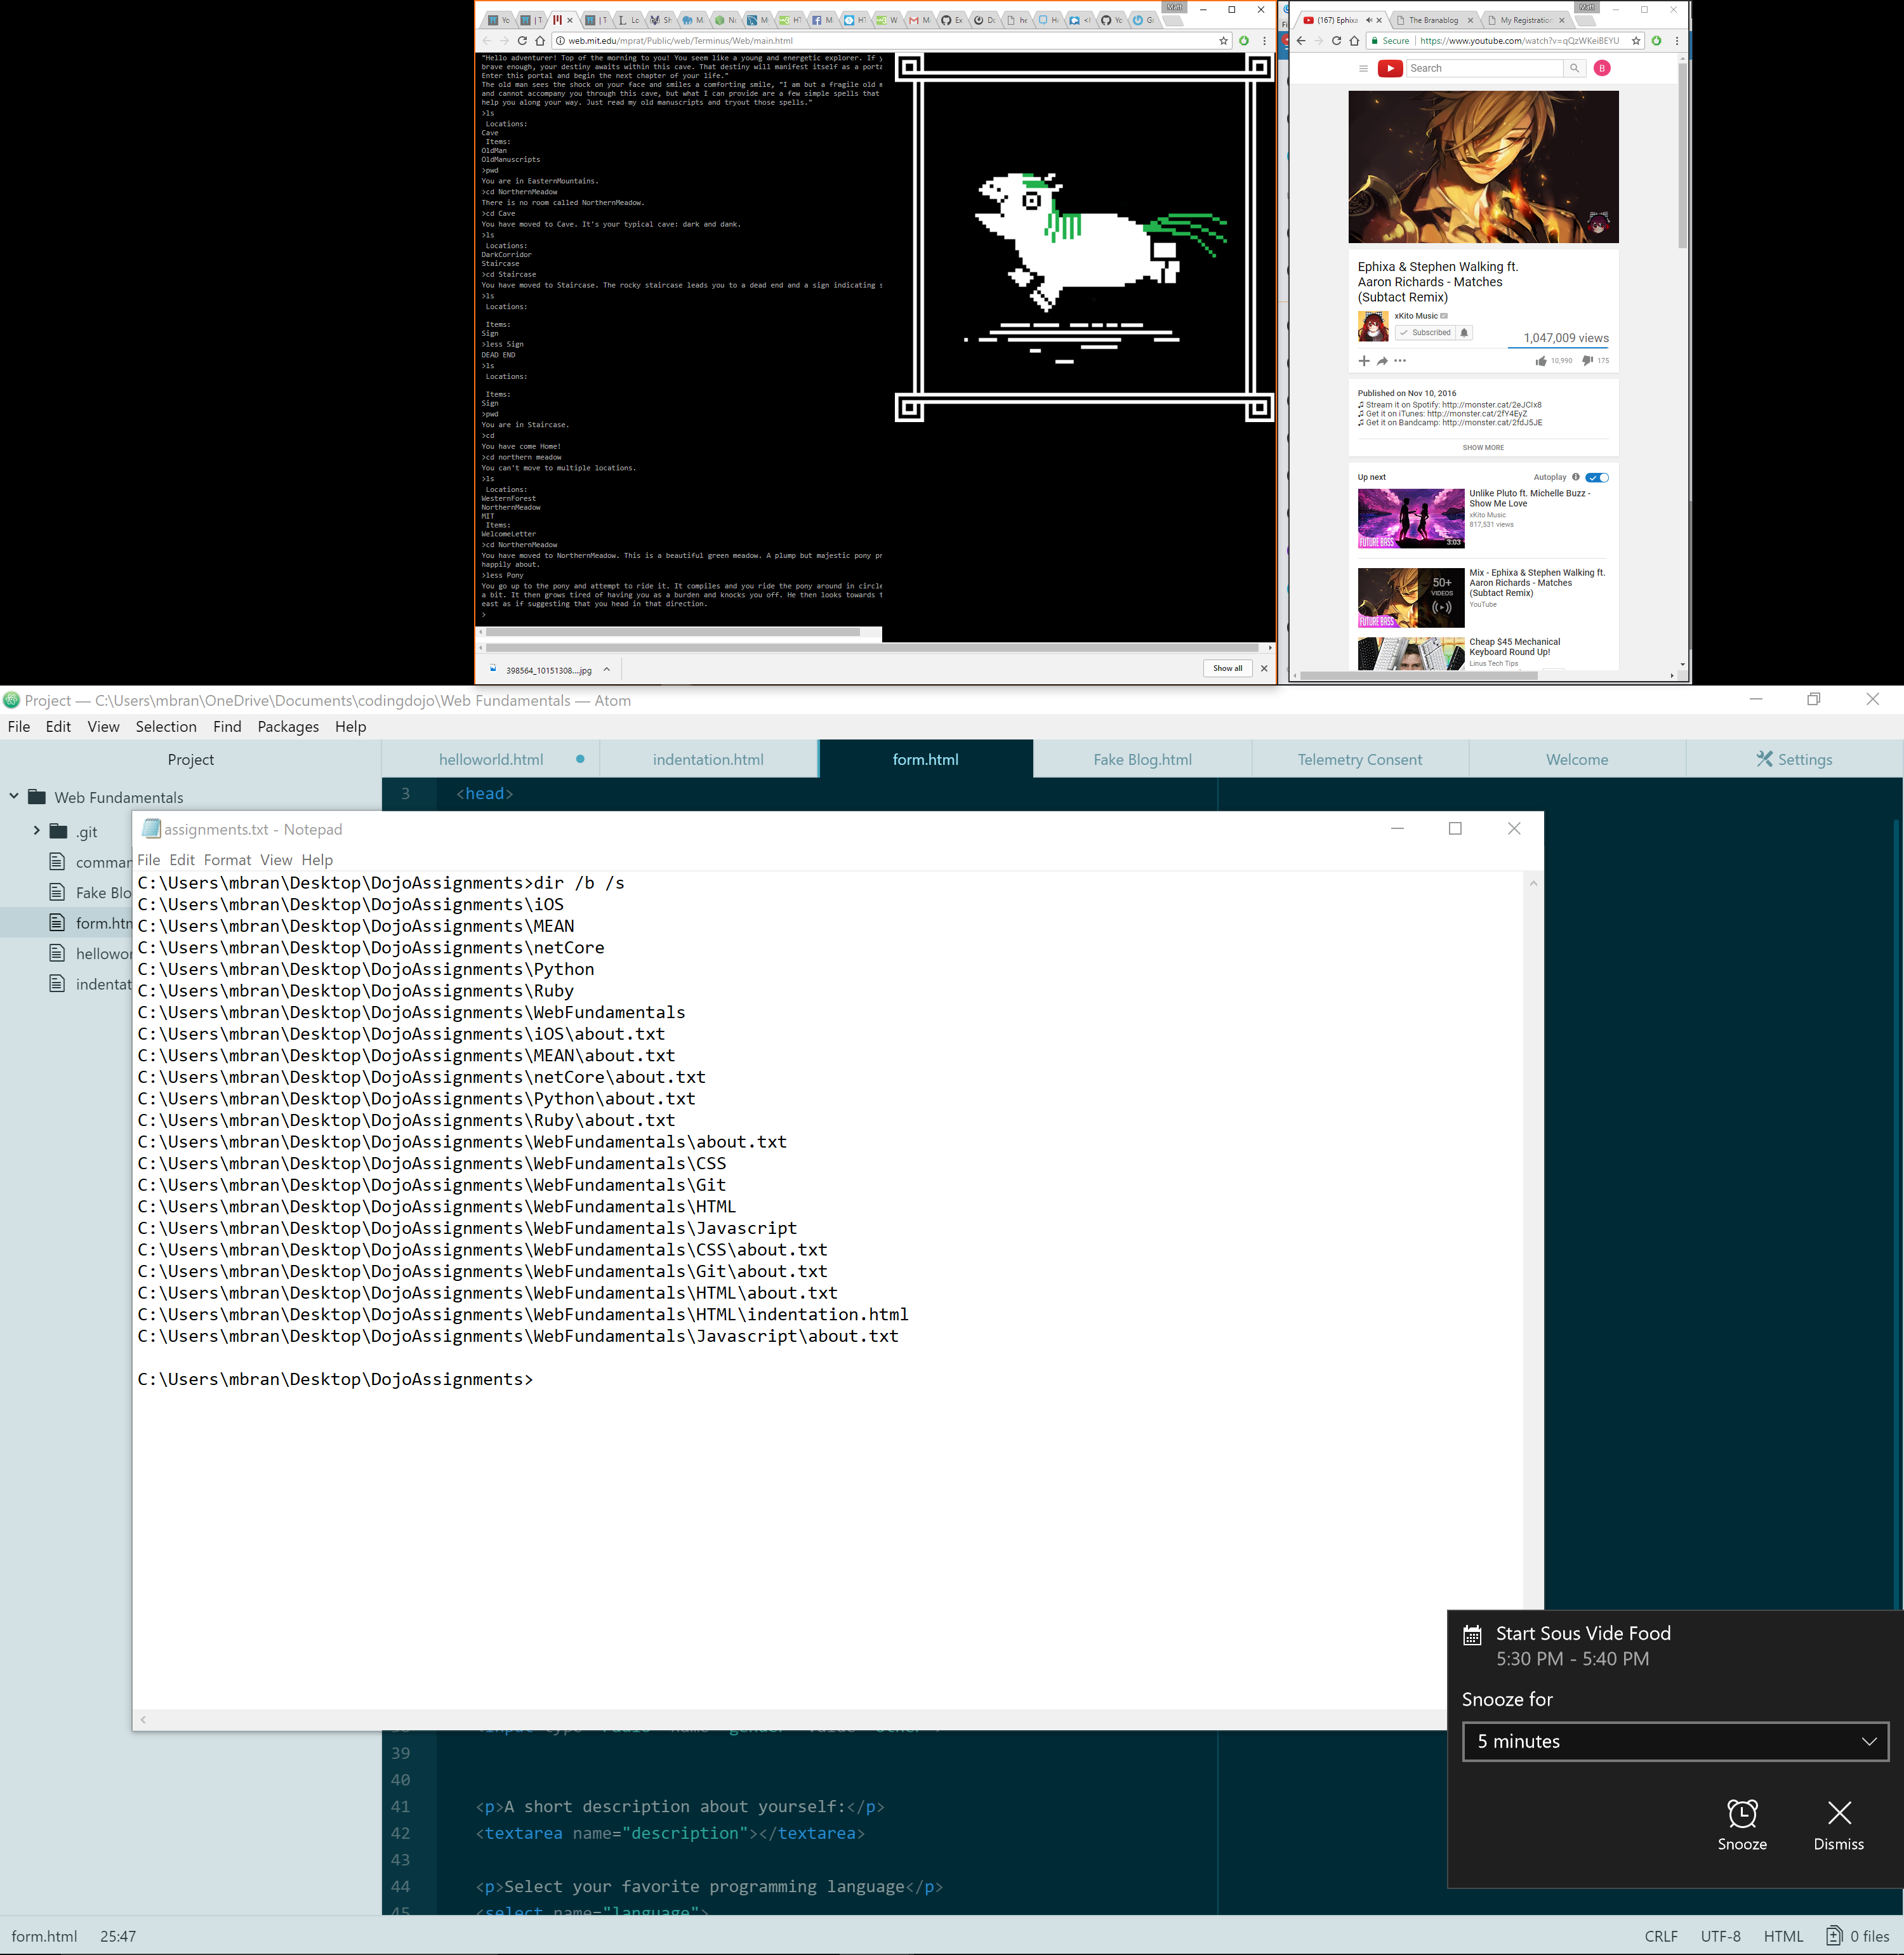 Matt
web.mit.edu/mprat/Public/web/Terminus/Web/main.html
"Hello adventurer! Top of the morning to you! You seem like a young and energetic explorer. If
brave enough, your destiny awaits within this cave. That destiny will manifest itself as a
Enter this portal and begin the next chapter of your life."
The old man sees the shock on your face and smiles a comforting smile, "I am but a fragile old
and cannot accompany you through this cave, but what I can provide are a few simple spells that
help you along your way. Just read my old manuscripts and tryout those spells."
>ls
Locations:
Cave
Items:
OldMan
OldManuscripts
>pwd
You are in EasternMountains.
>cd NorthernMeadow
There is no room called NorthernMeadow.
>cd Cave
You have moved to Cave. It's your typical cave: dark and dank.
>ls
Locations:
DarkCorridor
Staircase
>cd Staircase
You have moved to Staircase. The rocky staircase leads you to a dead end and a sign indicating
>ls
Locations:
Items:
Sign
>less Sign
DEAD END
>ls
Locations:
Items:
Sign
>pwd
You are in Staircase.
>cd
You have come Home!
>cd northern meadow
You can't move to multiple locations.
>ls
Locations:
WesternForest
NorthernMeadow
MIT
Items:
WelcomeLetter
>cd NorthernMeadow
You have moved to NorthernMeadow. This is a beautiful green meadow. A plump but majestic pony
happily about.
>less Pony
You go up to the pony and attempt to ride it. It compiles and you ride the pony around in
a bit. It then grows tired of having you as a burden and knocks you off. He then looks towards
east as if suggesting that you head in that direction.
>
398564_10151308....jpg
Show all
Matt
(167) Ephixa
The Branablog
My Registration
Secure https://www.youtube.com/watch?v=qQzWKeiBEYU
Search
B
Ephixa & Stephen Walking ft.
Aaron Richards - Matches
(Subtact Remix)
xKito Music
Subscribed
1,047,009 views
10,990 175
Published on Nov 10, 2016
♫ Stream it on Spotify: http://monster.cat/2eJCIx8
♫ Get it on iTunes: http://monster.cat/2fY4EyZ
♫ Get it on Bandcamp: http://monster.cat/2fdJ5JE
SHOW MORE
Up next Autoplay
Unlike Pluto ft. Michelle Buzz -
Show Me Love
xKito Music
817,531 views
FUTURE BASS 3:03
Mix - Ephixa & Stephen Walking ft.
Aaron Richards - Matches
(Subtact Remix)
YouTube
50+
VIDEOS
FUTURE BASS
Cheap $45 Mechanical
Keyboard Round Up!
Linus Tech Tips
Project — C:\Users\mbran\OneDrive\Documents\codingdojo\Web Fundamentals — Atom
File Edit View Selection Find Packages Help
Project
helloworld.html indentation.html form.html Fake Blog.html Telemetry Consent Welcome Settings
Web Fundamentals
.git
commar
Fake Blo
form.htm
hellowor
indentat
3 <head>
assignments.txt - Notepad
File Edit Format View Help
C:\Users\mbran\Desktop\DojoAssignments>dir /b /s
C:\Users\mbran\Desktop\DojoAssignments\iOS
C:\Users\mbran\Desktop\DojoAssignments\MEAN
C:\Users\mbran\Desktop\DojoAssignments\netCore
C:\Users\mbran\Desktop\DojoAssignments\Python
C:\Users\mbran\Desktop\DojoAssignments\Ruby
C:\Users\mbran\Desktop\DojoAssignments\WebFundamentals
C:\Users\mbran\Desktop\DojoAssignments\iOS\about.txt
C:\Users\mbran\Desktop\DojoAssignments\MEAN\about.txt
C:\Users\mbran\Desktop\DojoAssignments\netCore\about.txt
C:\Users\mbran\Desktop\DojoAssignments\Python\about.txt
C:\Users\mbran\Desktop\DojoAssignments\Ruby\about.txt
C:\Users\mbran\Desktop\DojoAssignments\WebFundamentals\about.txt
C:\Users\mbran\Desktop\DojoAssignments\WebFundamentals\CSS
C:\Users\mbran\Desktop\DojoAssignments\WebFundamentals\Git
C:\Users\mbran\Desktop\DojoAssignments\WebFundamentals\HTML
C:\Users\mbran\Desktop\DojoAssignments\WebFundamentals\Javascript
C:\Users\mbran\Desktop\DojoAssignments\WebFundamentals\CSS\about.txt
C:\Users\mbran\Desktop\DojoAssignments\WebFundamentals\Git\about.txt
C:\Users\mbran\Desktop\DojoAssignments\WebFundamentals\HTML\about.txt
C:\Users\mbran\Desktop\DojoAssignments\WebFundamentals\HTML\indentation.html
C:\Users\mbran\Desktop\DojoAssignments\WebFundamentals\Javascript\about.txt
C:\Users\mbran\Desktop\DojoAssignments>
Start Sous Vide Food
5:30 PM - 5:40 PM
Snooze for
5 minutes
Snooze Dismiss
39
40
41 <p>A short description about yourself:</p>
42 <textarea name="description"></textarea>
43
44 <p>Select your favorite programming language</p>
45 <select name="language">
form.html 25:47 CRLF UTF-8 HTML 0 files